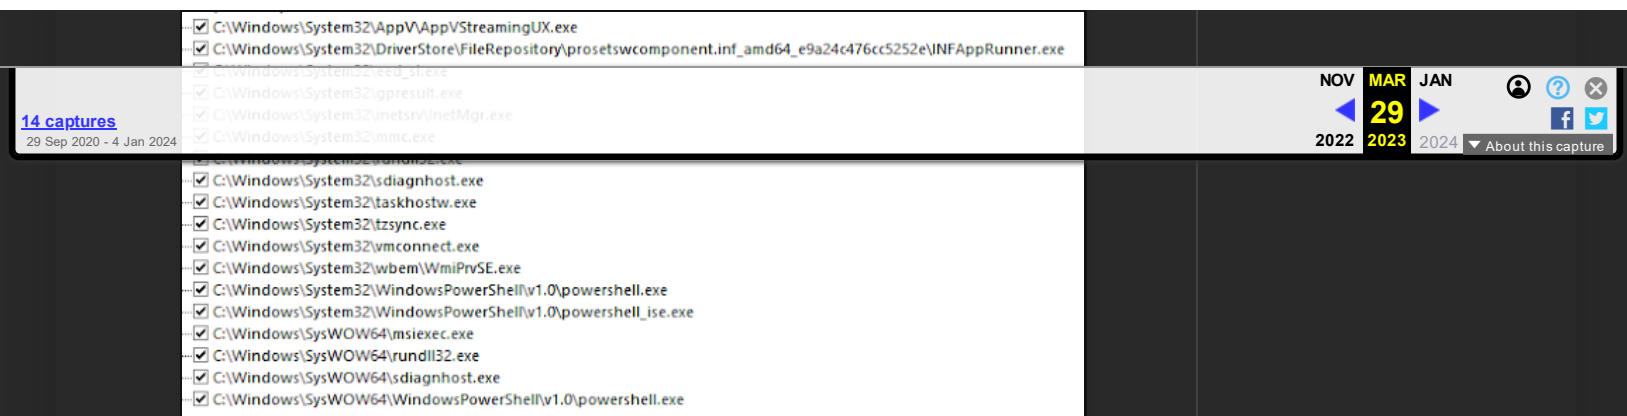 C:\Windows\System32\AppV\AppVStreamingUX.exe
C:\Windows\System32\DriverStore\FileRepository\prosetswcomponent.inf_amd64_e9a24c476cc5252e\INFAppRunner.exe
C:\Windows\System32\eed_sl.exe
C:\Windows\System32\gpresult.exe
C:\Windows\System32\inetsrv\InetMgr.exe
C:\Windows\System32\mmc.exe
C:\Windows\System32\rundll32.exe
14 captures
29 Sep 2020 - 4 Jan 2024
NOV MAR JAN
29
2022 2023 2024
About this capture
C:\Windows\System32\sdiagnhost.exe
C:\Windows\System32\taskhostw.exe
C:\Windows\System32\tzsync.exe
C:\Windows\System32\vmconnect.exe
C:\Windows\System32\wbem\WmiPrvSE.exe
C:\Windows\System32\WindowsPowerShell\v1.0\powershell.exe
C:\Windows\System32\WindowsPowerShell\v1.0\powershell_ise.exe
C:\Windows\SysWOW64\msiexec.exe
C:\Windows\SysWOW64\rundll32.exe
C:\Windows\SysWOW64\sdiagnhost.exe
C:\Windows\SysWOW64\WindowsPowerShell\v1.0\powershell.exe